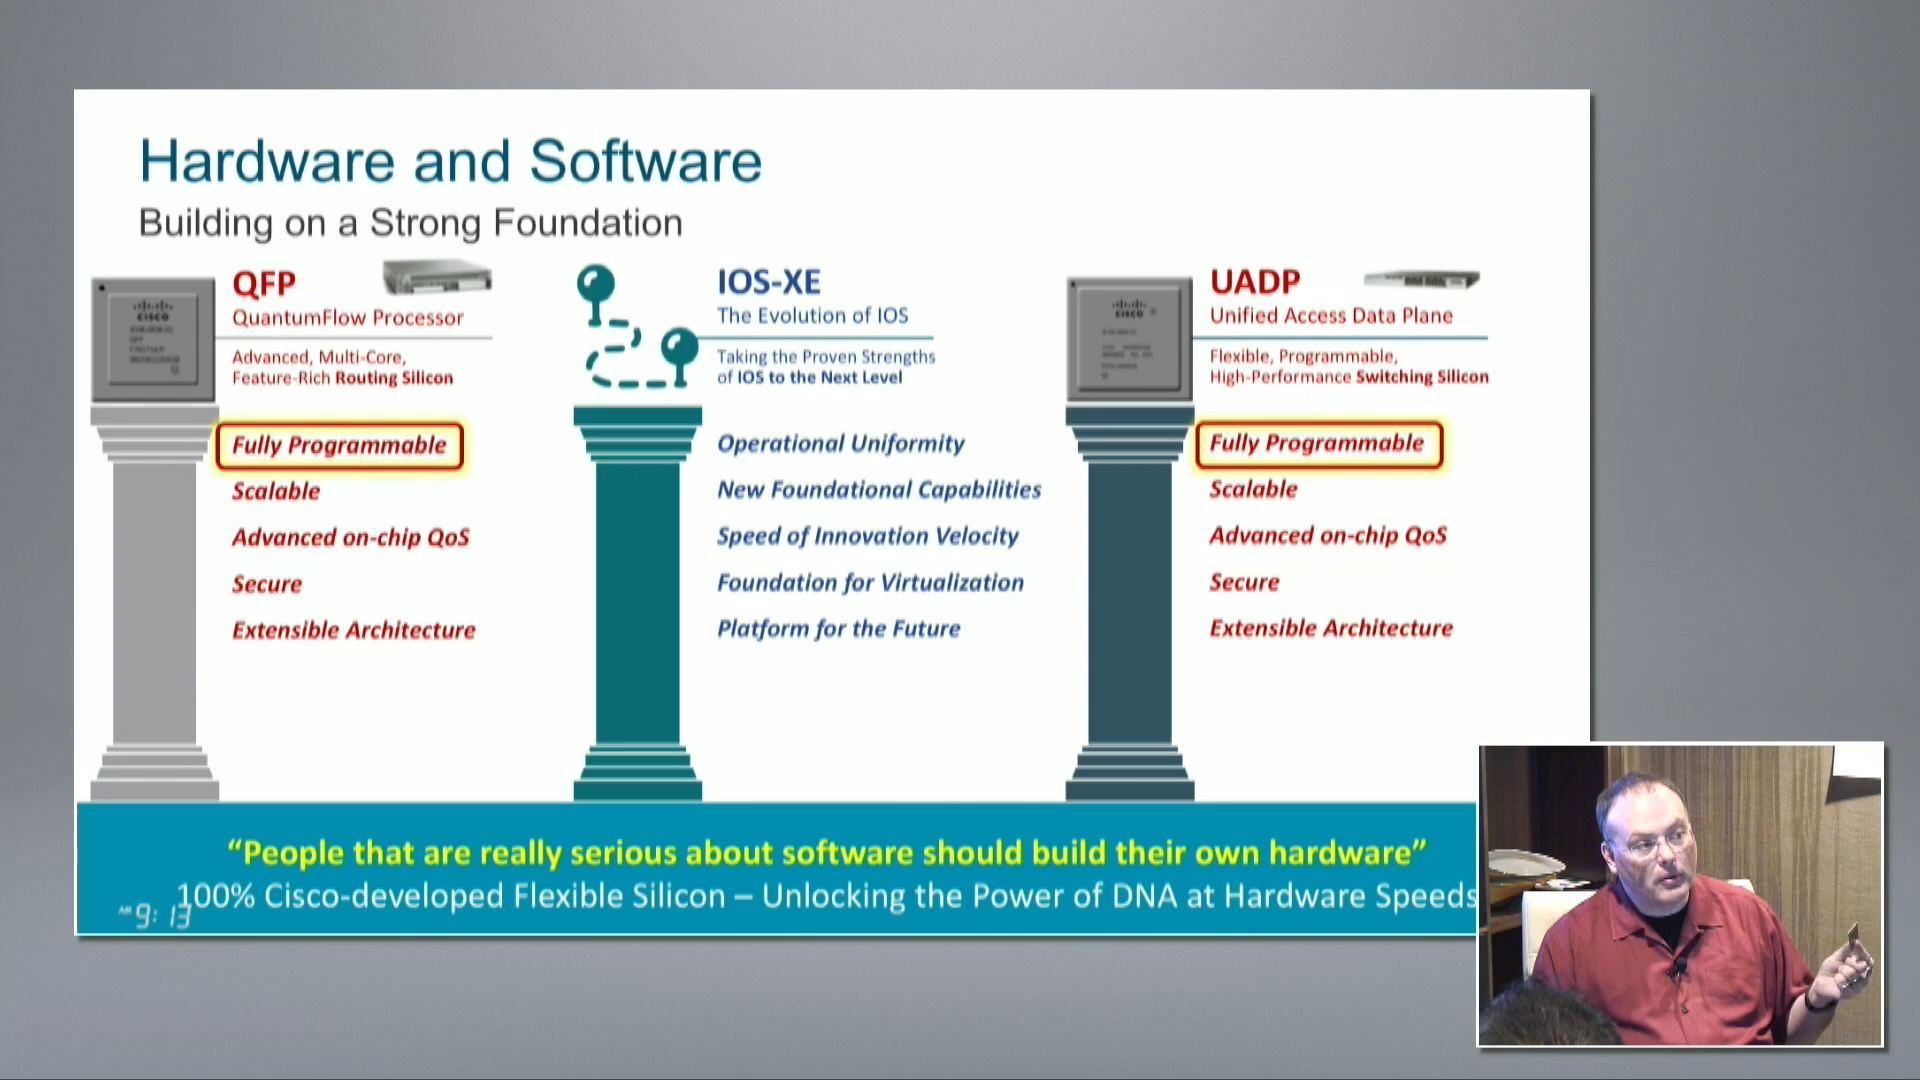 Hardware and Software
Building on a Strong Foundation
CISCO
QFP
QuantumFlow Processor
Advanced, Multi-Core,
Feature-Rich Routing Silicon
Fully Programmable
Scalable
Advanced on-chip QoS
Secure
Extensible Architecture
IOS-XE
The Evolution of IOS
Taking the Proven Strengths
of IOS to the Next Level
Operational Uniformity
New Foundational Capabilities
Speed of Innovation Velocity
Foundation for Virtualization
Platform for the Future
CISCO
UADP
Unified Access Data Plane
Flexible, Programmable,
High-Performance Switching Silicon
Fully Programmable
Scalable
Advanced on-chip QoS
Secure
Extensible Architecture
“People that are really serious about software should build their own hardware”
100% Cisco-developed Flexible Silicon – Unlocking the Power of DNA at Hardware Speeds
AM 9:13